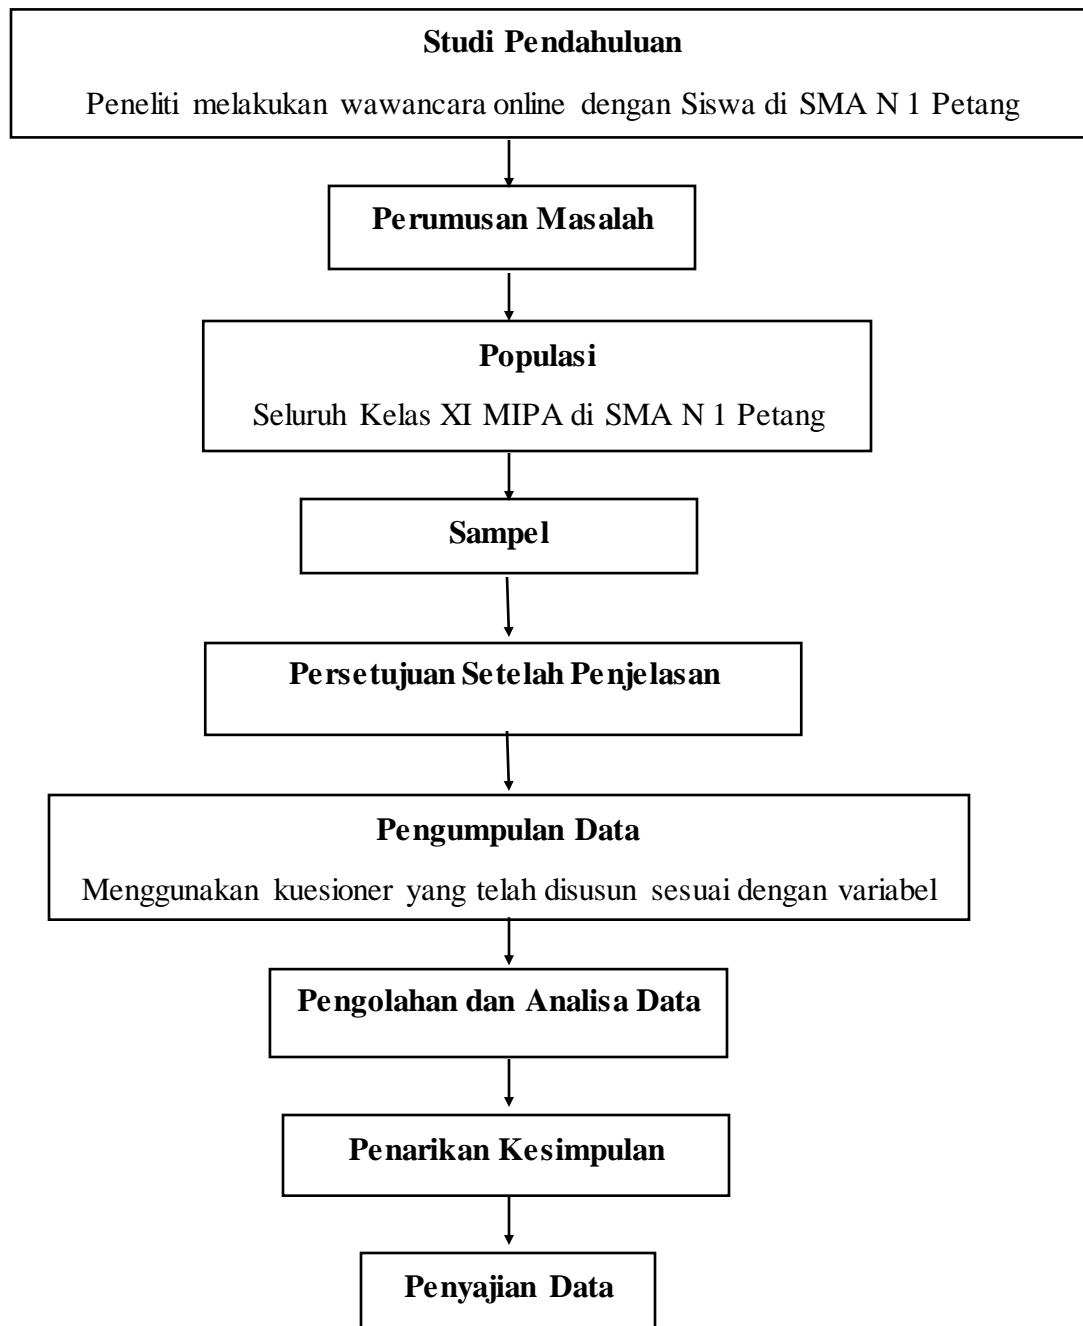 Studi Pendahuluan
Peneliti melakukan wawancara online dengan Siswa di SMA N 1 Petang
Perumusan Masalah
Populasi
Seluruh Kelas XI MIPA di SMA N 1 Petang
Sampel
Persetujuan Setelah Penjelasan
Pengumpulan Data
Menggunakan kuesioner yang telah disusun sesuai dengan variabel
Pengolahan dan Analisa Data
Penarikan Kesimpulan
Penyajian Data